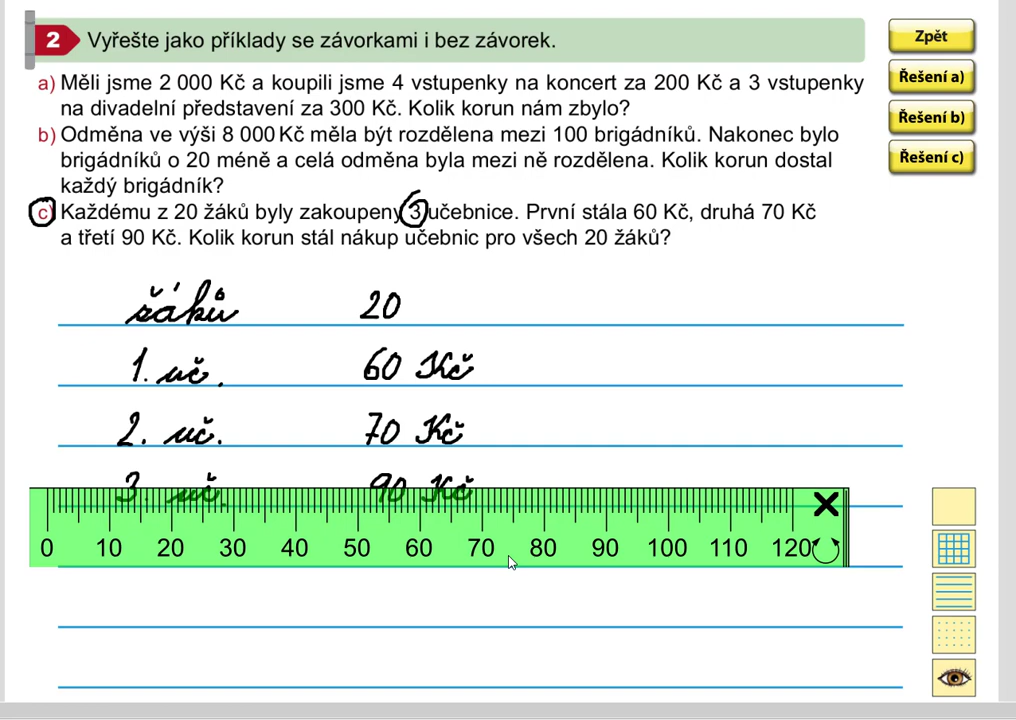 2 Vyřešte jako příklady se závorkami i bez závorek.
Zpět
Řešení a)
Řešení b)
Řešení c)
a) Měli jsme 2 000 Kč a koupili jsme 4 vstupenky na koncert za 200 Kč a 3 vstupenky
na divadelní představení za 300 Kč. Kolik korun nám zbylo?
b) Odměna ve výši 8 000 Kč měla být rozdělena mezi 100 brigádníků. Nakonec bylo
brigádníků o 20 méně a celá odměna byla mezi ně rozdělena. Kolik korun dostal
každý brigádník?
c) Každému z 20 žáků byly zakoupeny 3 učebnice. První stála 60 Kč, druhá 70 Kč
a třetí 90 Kč. Kolik korun stál nákup učebnic pro všech 20 žáků?
žáků 20
1. uč. 60 Kč
2. uč. 70 Kč
3. uč. 90 Kč
0 10 20 30 40 50 60 70 80 90 100 110 120